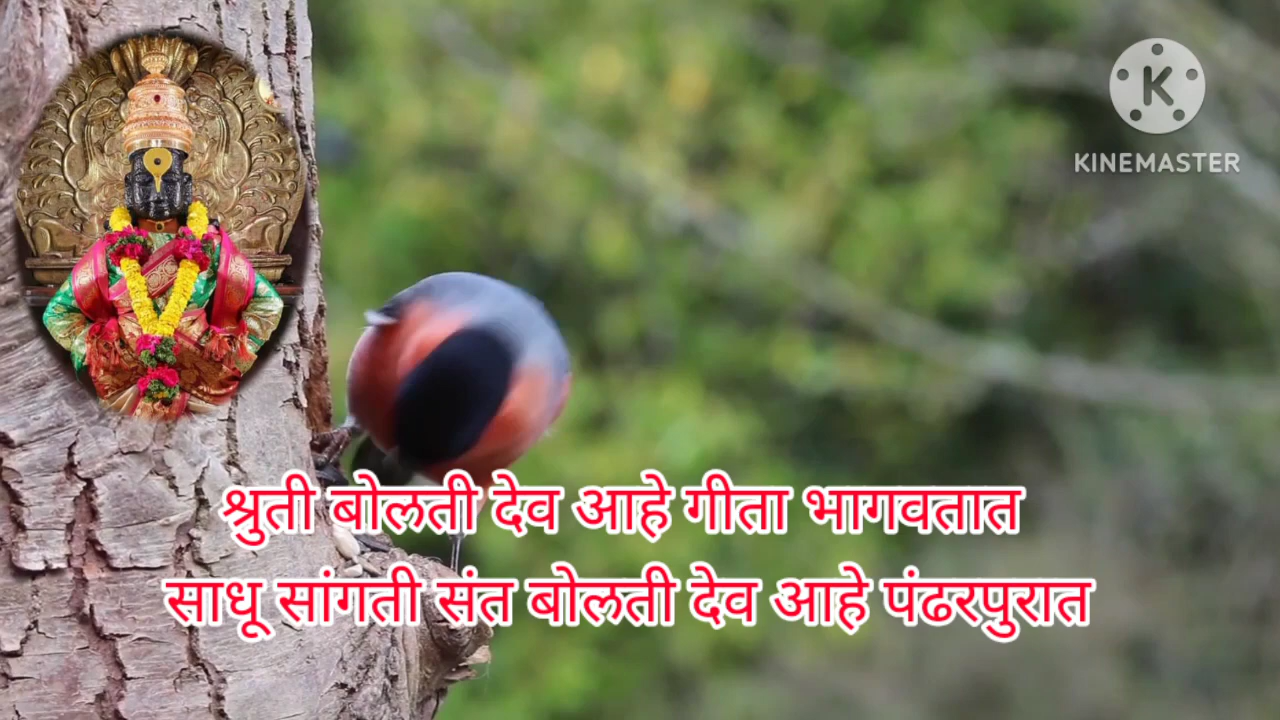 KINEMASTER
श्रुती बोलती देव आहे गीता भागवतात
साधू सांगती संत बोलती देव आहे पंढरपुरात